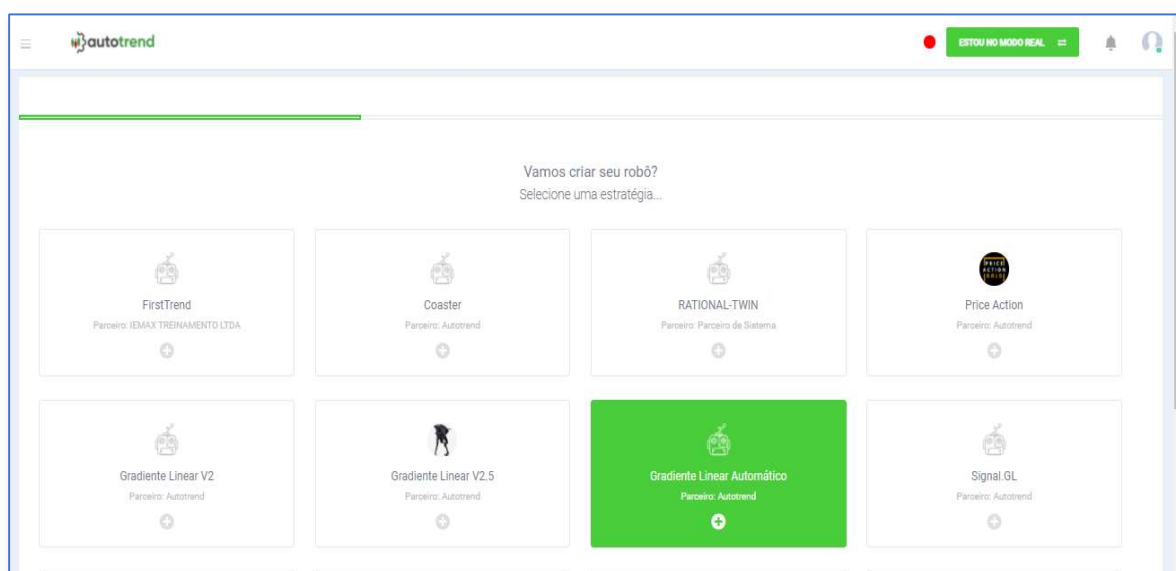 autotrend
ESTOU NO MODO REAL
Vamos criar seu robô?
Selecione uma estratégia...
FirstTrend
Parceiro: IEMAX TREINAMENTO LTDA
Coaster
Parceiro: Autotrend
RATIONAL-TWIN
Parceiro: Parceiro de Sistema
PRICE
ACTION
Price Action
Parceiro: Autotrend
Gradiente Linear V2
Parceiro: Autotrend
Gradiente Linear V2.5
Parceiro: Autotrend
Gradiente Linear Automático
Parceiro: Autotrend
Signal.GL
Parceiro: Autotrend